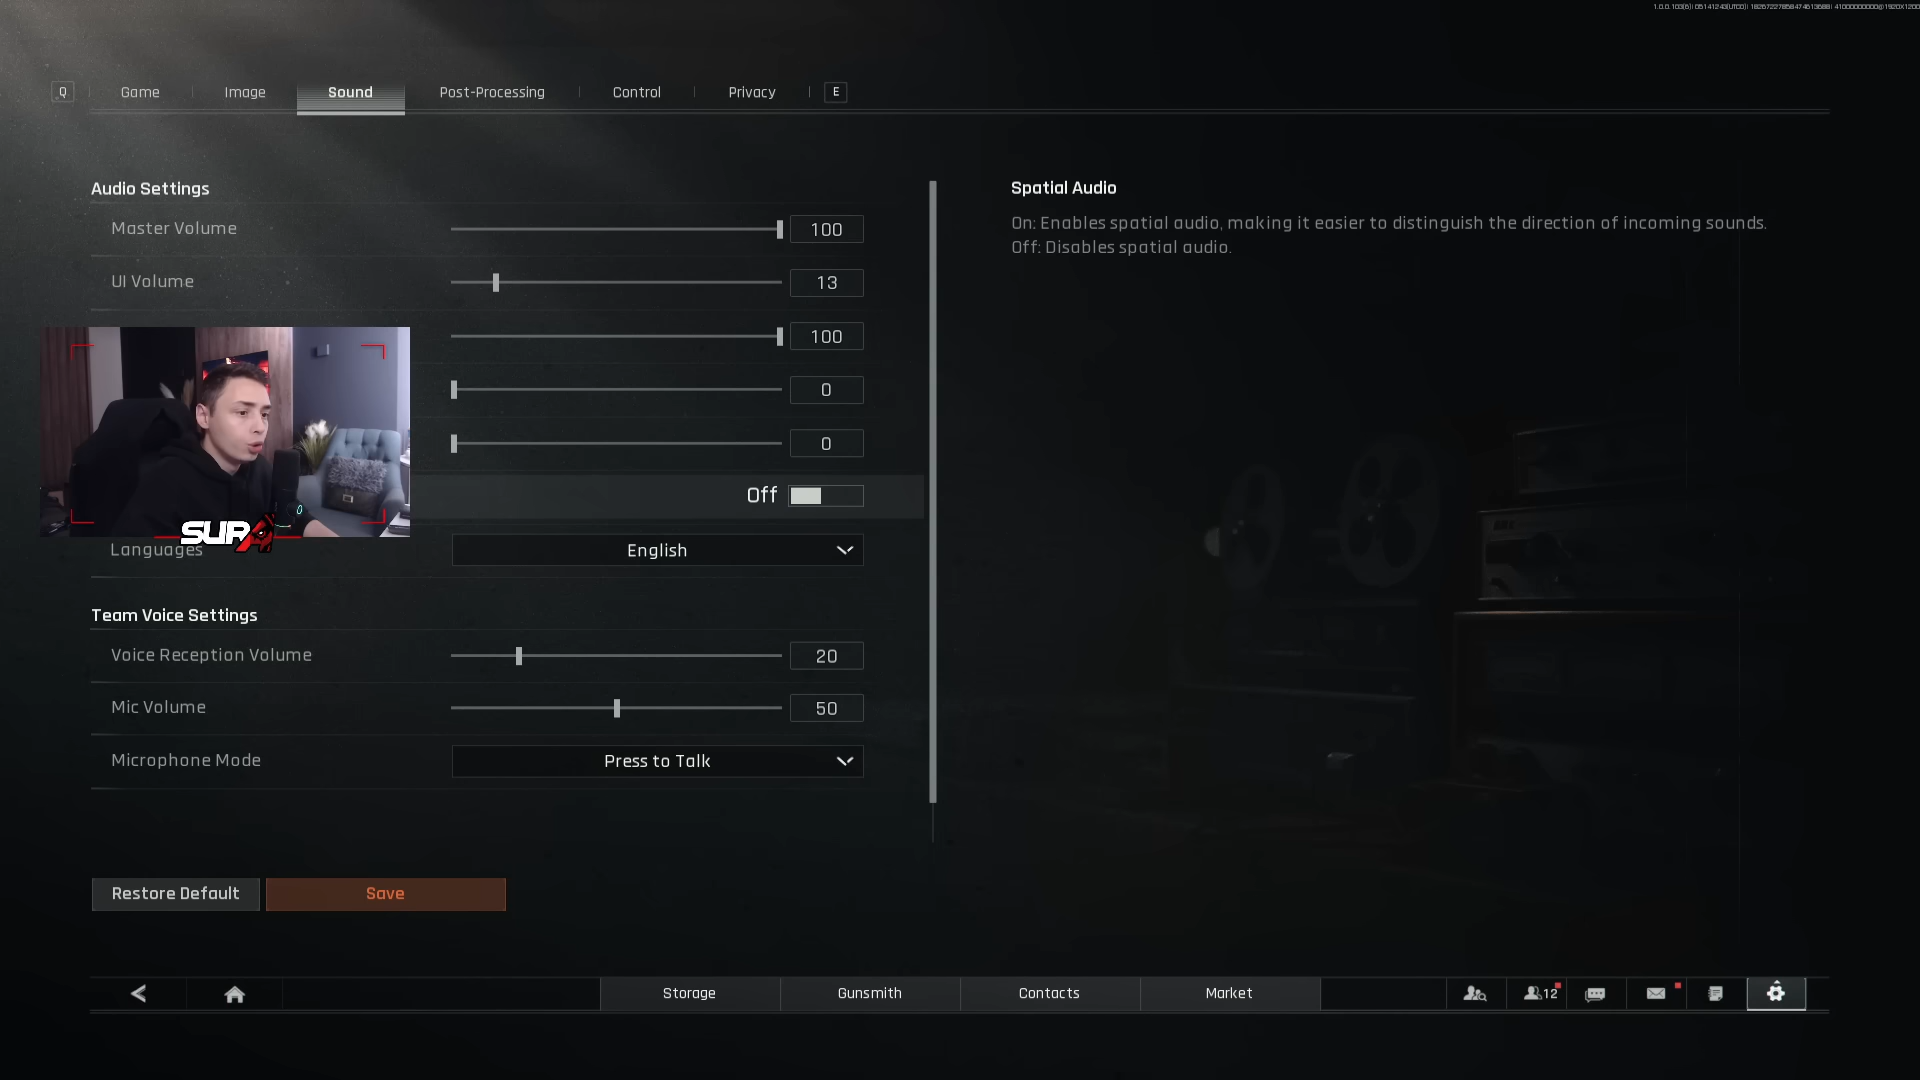 Q
Game
Image
Sound
Post-Processing
Control
Privacy
E
Audio Settings
Master Volume
100
UI Volume
13
100
0
0
Off
Languages
English
Team Voice Settings
Voice Reception Volume
20
Mic Volume
50
Microphone Mode
Press to Talk
Spatial Audio
On: Enables spatial audio, making it easier to distinguish the direction of incoming sounds.
Off: Disables spatial audio.
Restore Default
Save
Storage
Gunsmith
Contacts
Market
12